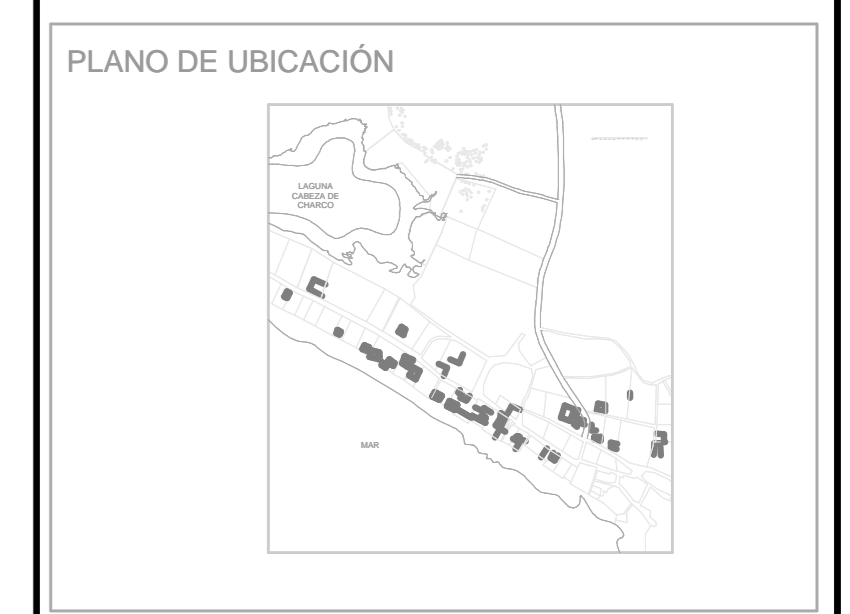 PLANO DE UBICACIÓN
LAGUNA
CABEZA DE
CHARCO
MAR